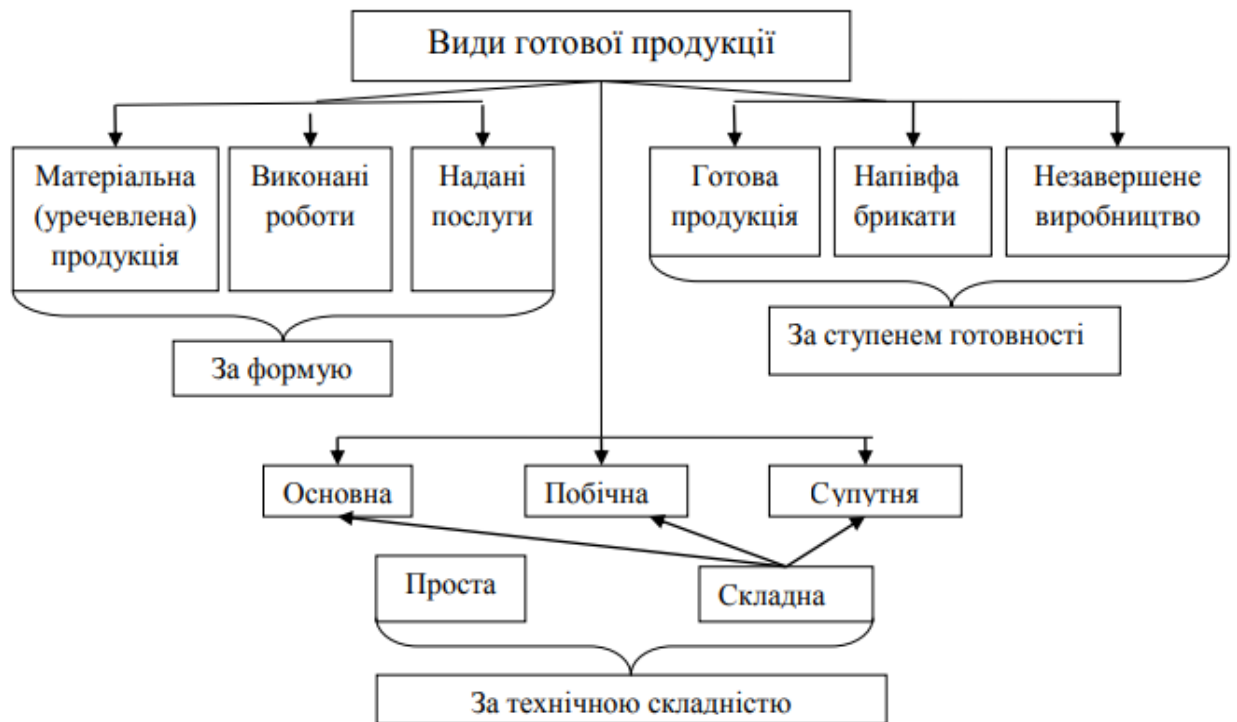 Види готової продукції
Матеріальна
(уречевлена)
продукція
Виконані
роботи
Надані
послуги
Готова
продукція
Напівфа
брикати
Незавершене
виробництво
За формую
За ступенем готовності
Основна
Побічна
Супутня
Проста
Складна
За технічною складністю